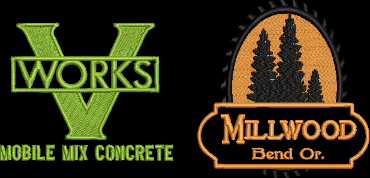 V
WORKS
MOBILE MIX CONCRETE
MILLWOOD
Bend Or.